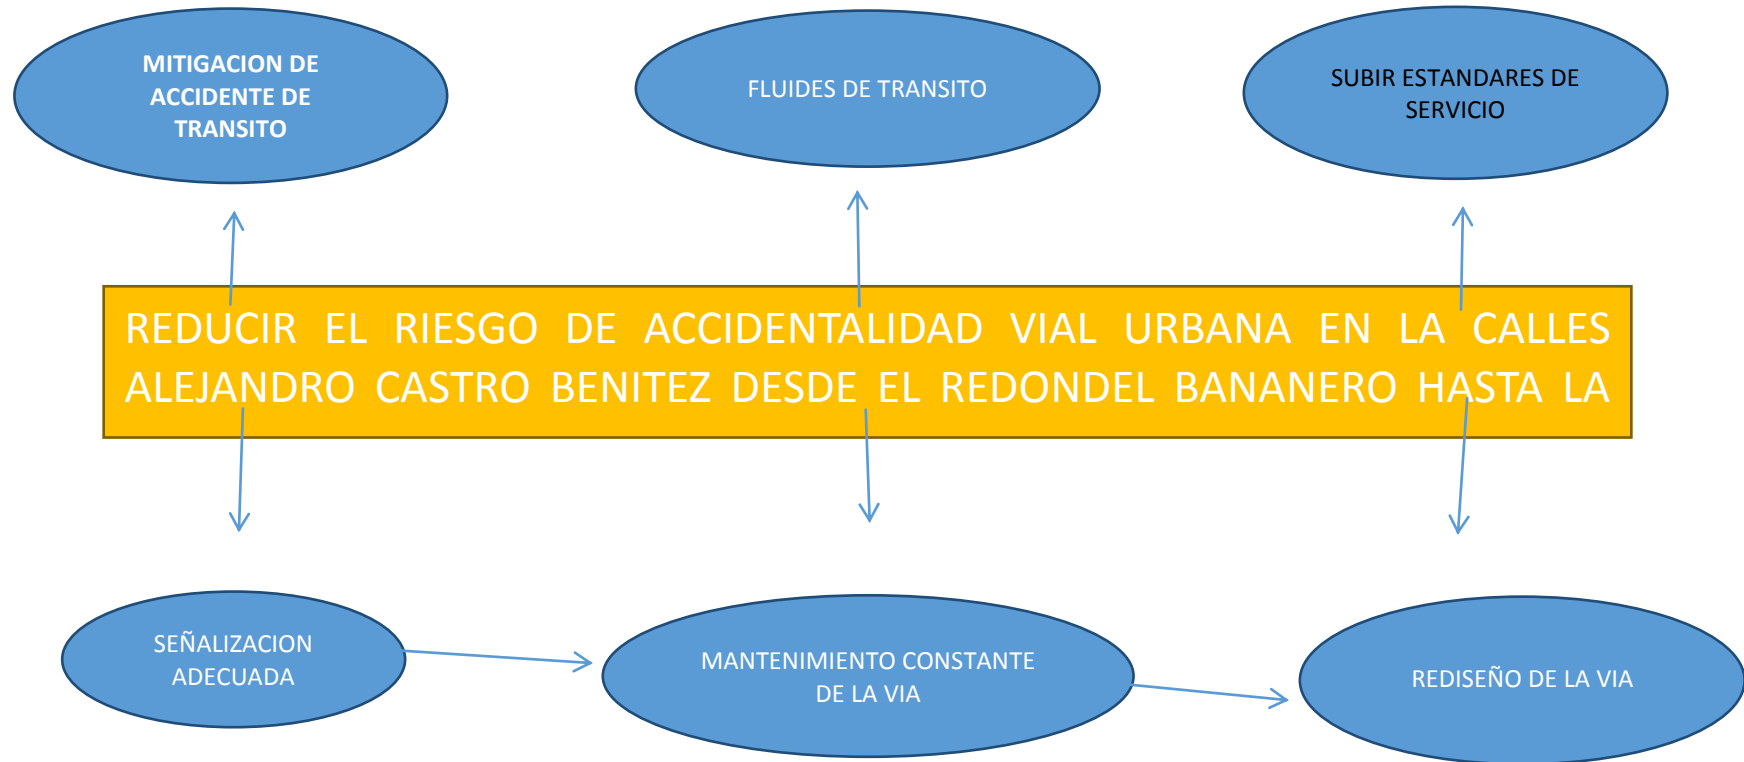 MITIGACION DE
ACCIDENTE DE
TRANSITO
FLUIDES DE TRANSITO
SUBIR ESTANDARES DE
SERVICIO
REDUCIR EL RIESGO DE ACCIDENTALIDAD VIAL URBANA EN LA CALLES
ALEJANDRO CASTRO BENITEZ DESDE EL REDONDEL BANANERO HASTA LA
SEÑALIZACION
ADECUADA
MANTENIMIENTO CONSTANTE
DE LA VIA
REDISEÑO DE LA VIA